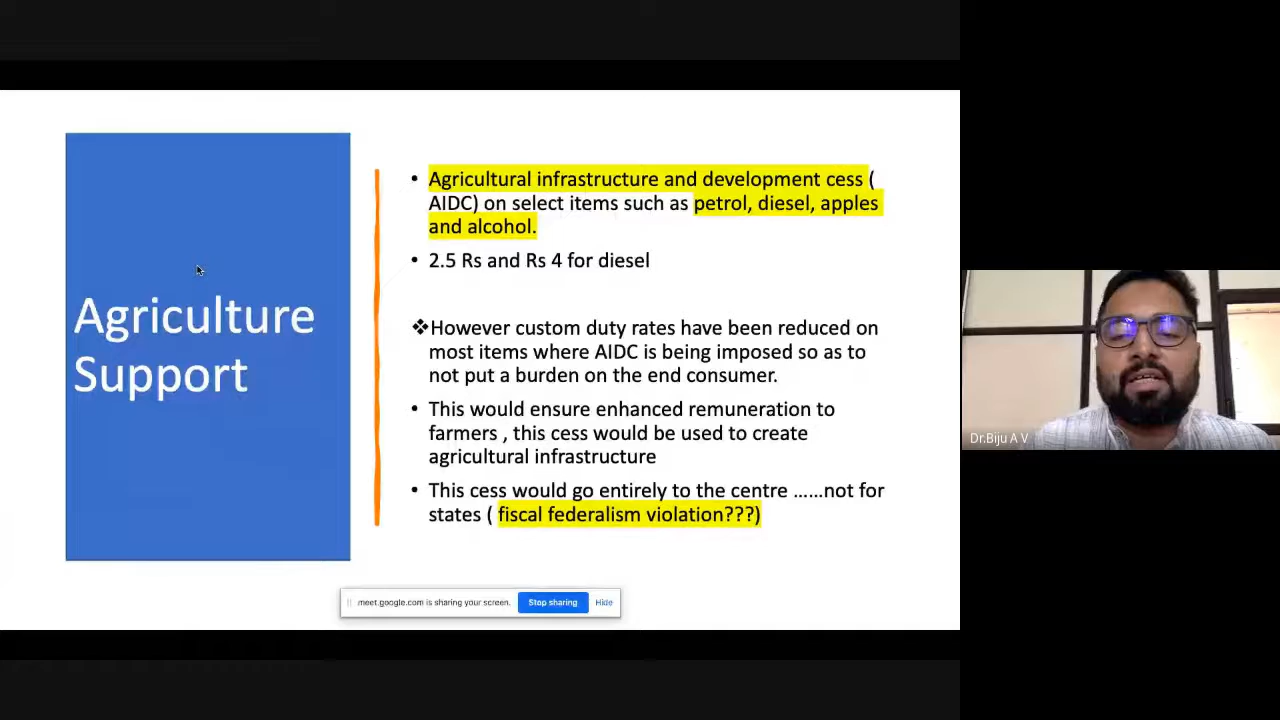 Agriculture
Support
• Agricultural infrastructure and development cess (
AIDC) on select items such as petrol, diesel, apples
and alcohol.
• 2.5 Rs and Rs 4 for diesel
❖However custom duty rates have been reduced on
most items where AIDC is being imposed so as to
not put a burden on the end consumer.
• This would ensure enhanced remuneration to
farmers , this cess would be used to create
agricultural infrastructure
• This cess would go entirely to the centre ……not for
states ( fiscal federalism violation???)
meet.google.com is sharing your screen. Stop sharing Hide
Dr.Biju A V